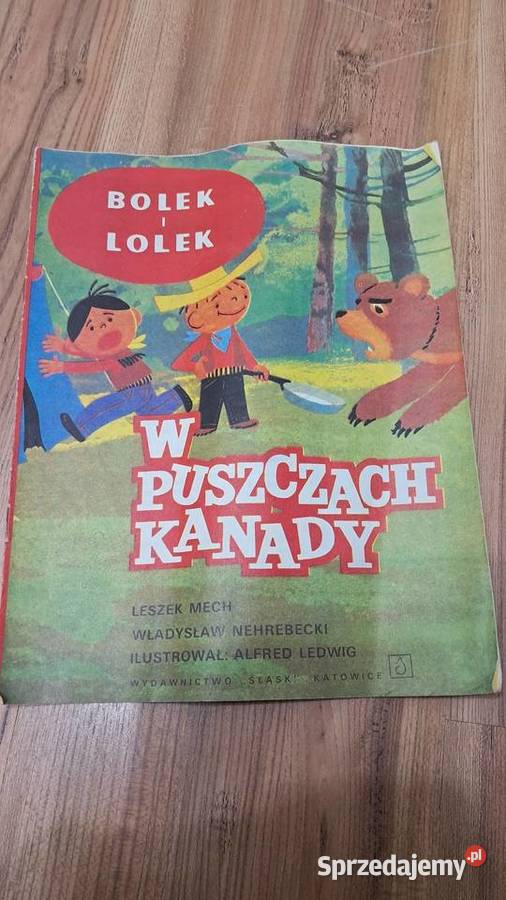 BOLEK
I
LOLEK
W
PUSZCZACH
KANADY
LESZEK MECH
WŁADYSŁAW NEHREBECKI
ILUSTROWAŁ: ALFRED LEDWIG
WYDAWNICTWO „ŚLĄSK" KATOWICE
Sprzedajemy.pl